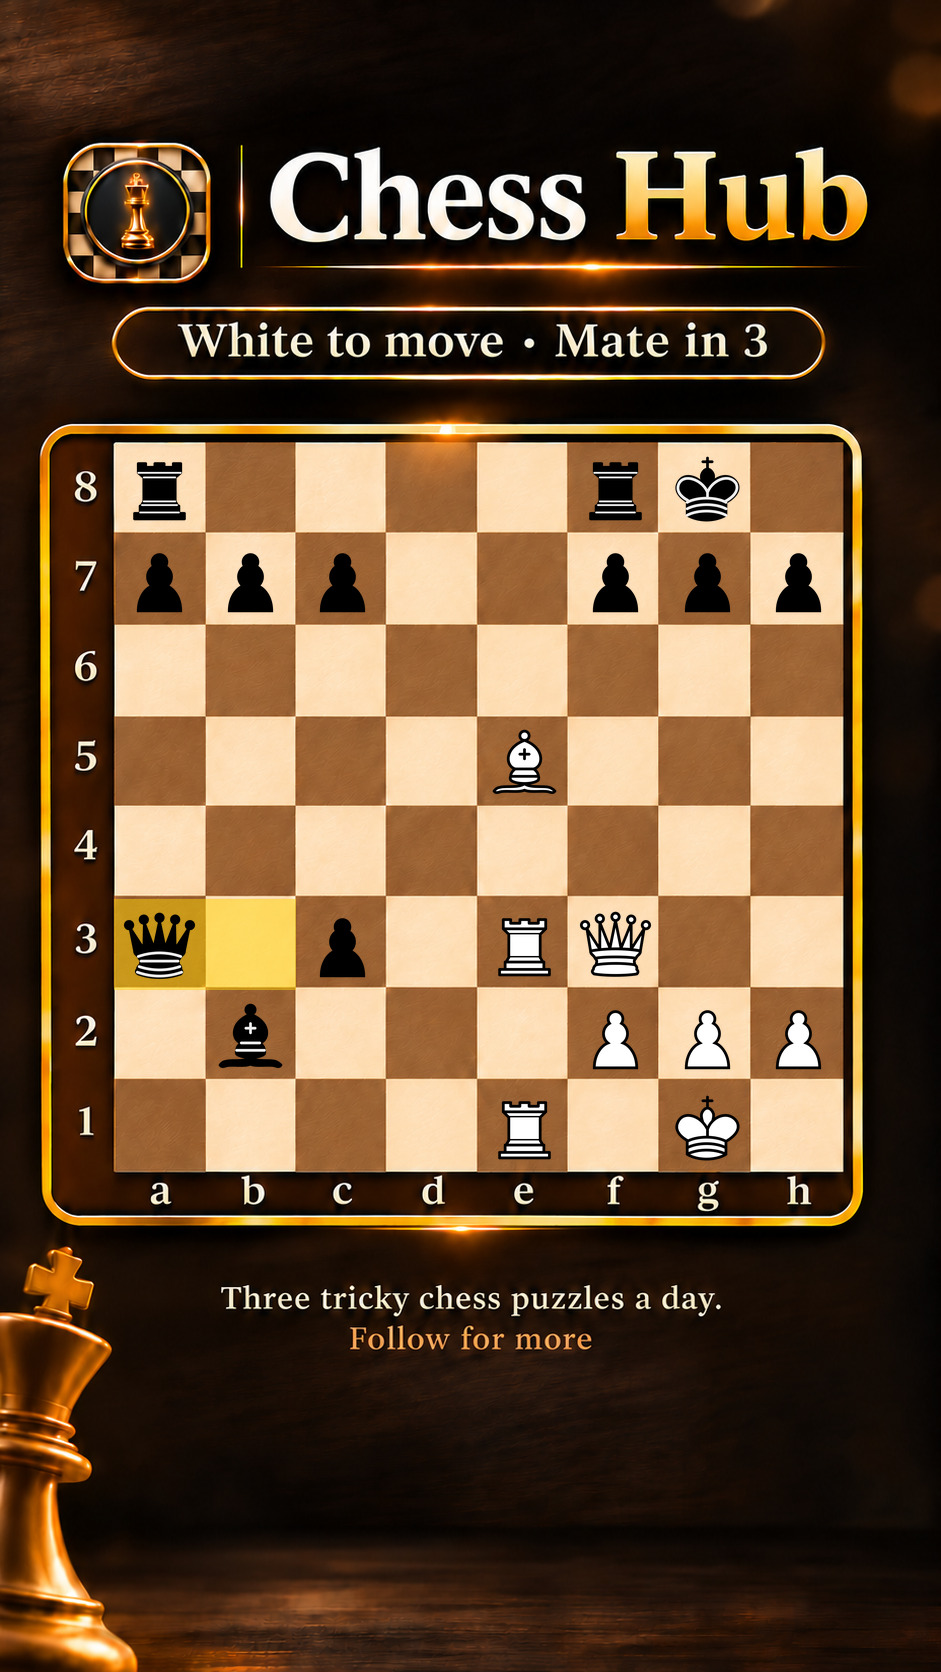 Chess Hub
White to move • Mate in 3
8
7
6
5
4
3
2
1
a b c d e f g h
Three tricky chess puzzles a day.
Follow for more